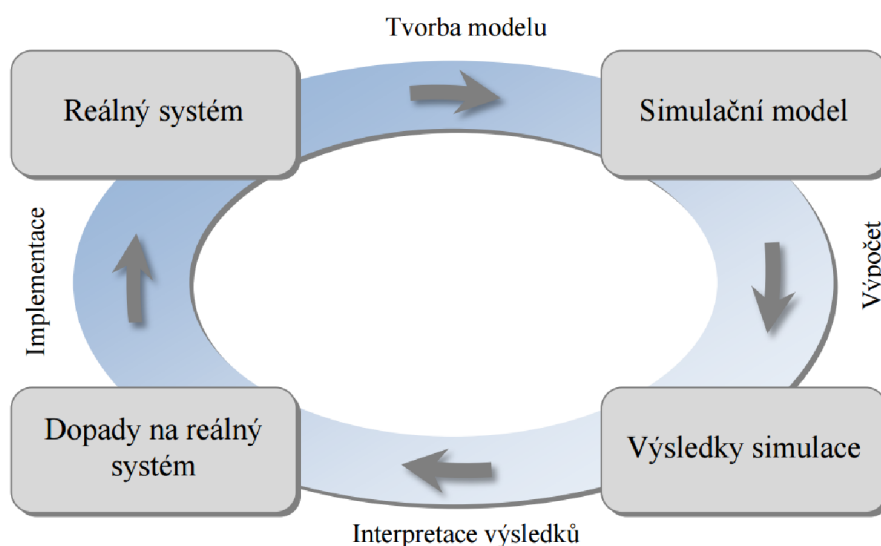 Tvorba modelu
Reálný systém
Simulační model
Implementace
Výpočet
Dopady na reálný
systém
Výsledky simulace
Interpretace výsledků